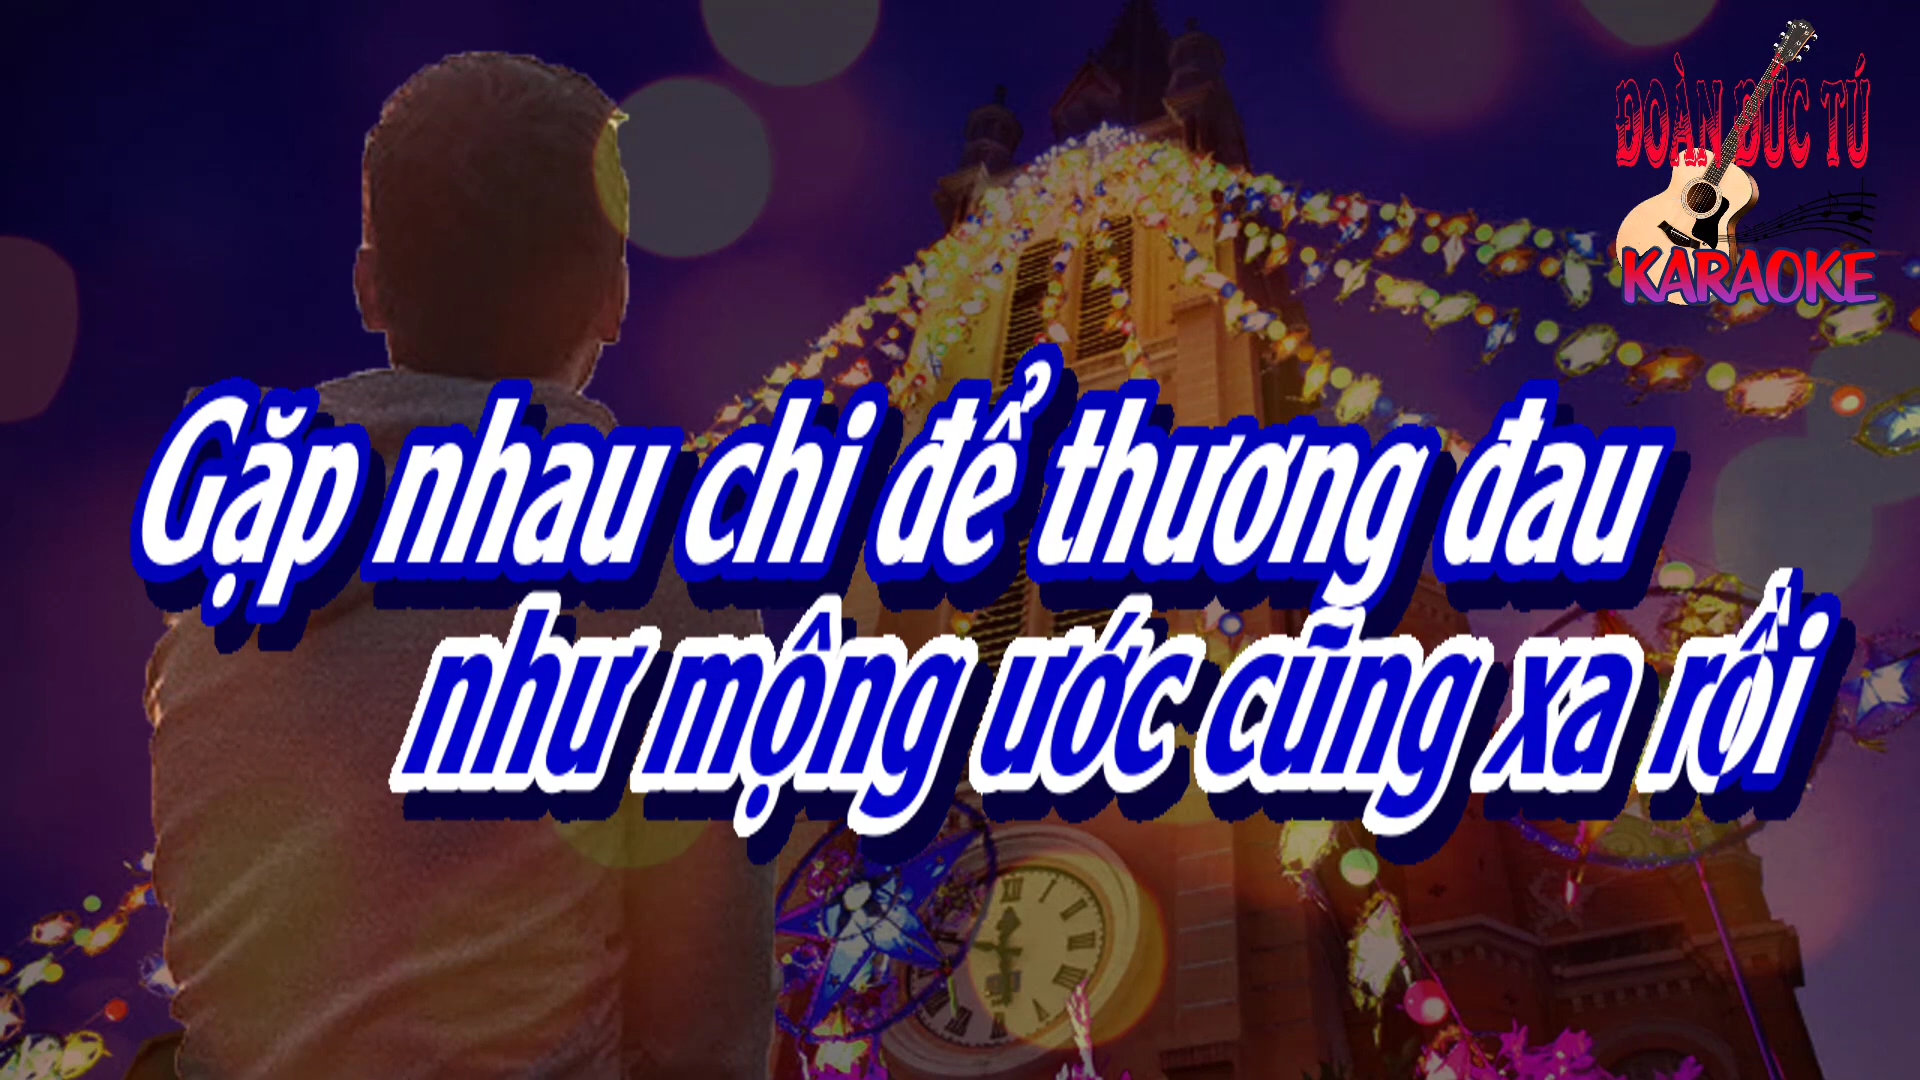 ĐOÀN ĐỨC TÚ
KARAOKE
Gặp nhau chi để thương đau
như mộng ước cũng xa rồi